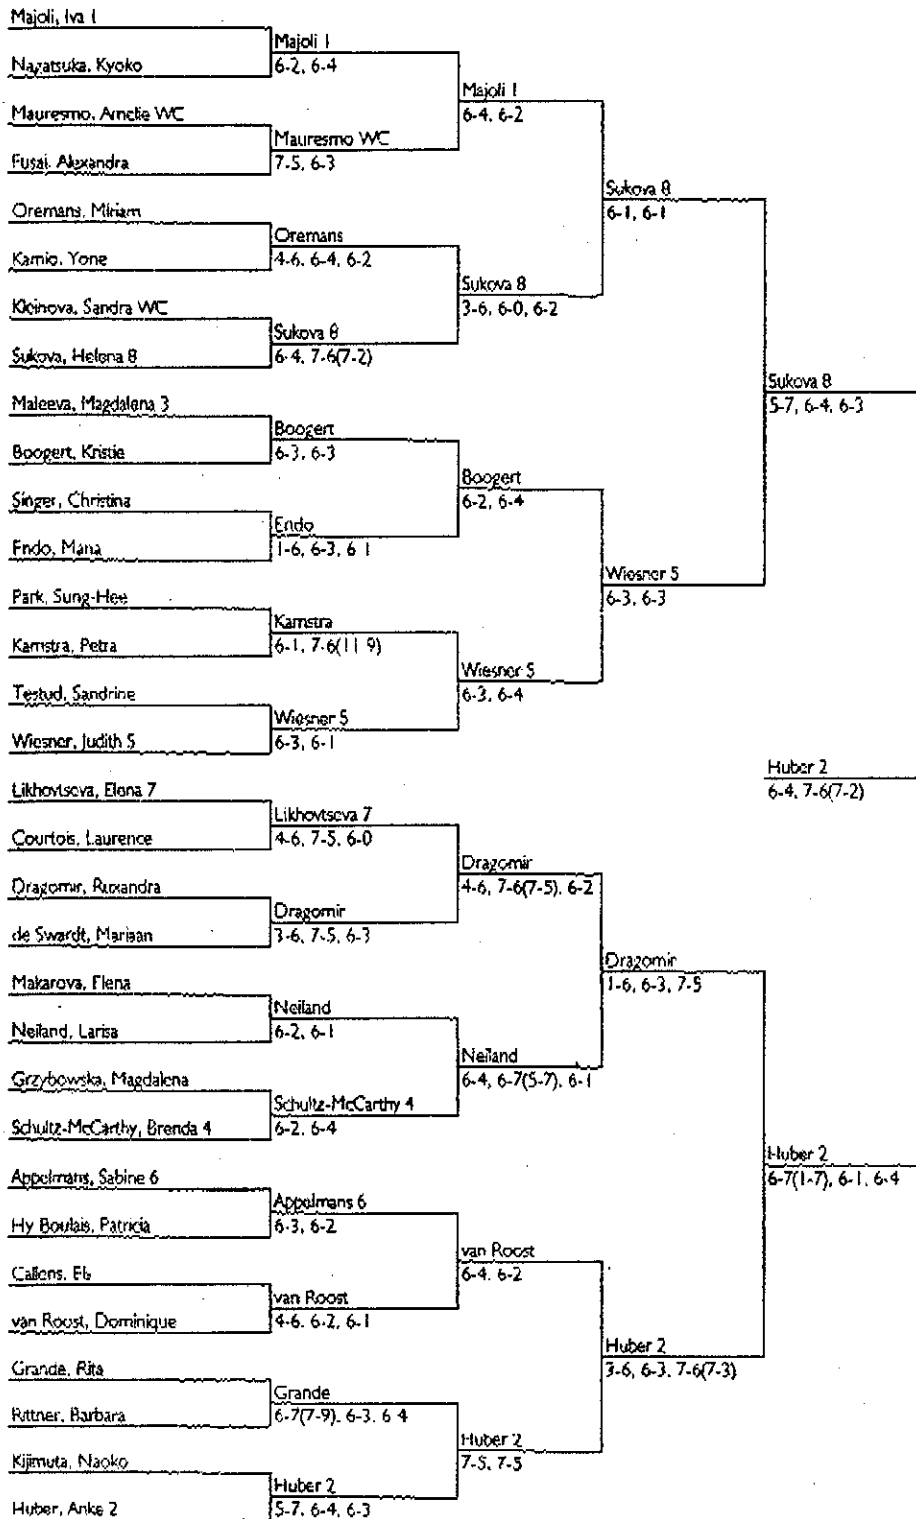 Majoli, Iva 1
Nagatsuka, Kyoko
Mauresmo, Amelie WC
Fusai, Alexandra
Oremans, Miriam
Kamio, Yone
Kleinova, Sandra WC
Sukova, Helena 8
Maleeva, Magdalena 3
Boogert, Kristie
Singer, Christina
Endo, Mana
Park, Sung-Hee
Kamstra, Petra
Testud, Sandrine
Wiesner, Judith 5
Likhovtseva, Elena 7
Courtois, Laurence
Dragomir, Ruxandra
de Swardt, Mariaan
Makarova, Elena
Neiland, Larisa
Grzybowska, Magdalena
Schultz-McCarthy, Brenda 4
Appelmans, Sabine 6
Hy Boulais, Patricia
Callens, Els
van Roost, Dominique
Grande, Rita
Rittner, Barbara
Kijimuta, Naoko
Huber, Anke 2
Majoli 1
6-2, 6-4
Mauresmo WC
7-5, 6-3
Oremans
4-6, 6-4, 6-2
Sukova 8
6-4, 7-6(7-2)
Boogert
6-3, 6-3
Endo
1-6, 6-3, 6-1
Kamstra
6-1, 7-6(11-9)
Wiesner 5
6-3, 6-1
Likhovtseva 7
4-6, 7-5, 6-0
Dragomir
3-6, 7-5, 6-3
Neiland
6-2, 6-1
Schultz-McCarthy 4
6-2, 6-4
Appelmans 6
6-3, 6-2
van Roost
4-6, 6-2, 6-1
Grande
6-7(7-9), 6-3, 6-4
Huber 2
5-7, 6-4, 6-3
Majoli 1
6-4, 6-2
Sukova 8
3-6, 6-0, 6-2
Boogert
6-2, 6-4
Wiesner 5
6-3, 6-4
Dragomir
4-6, 7-6(7-5), 6-2
Neiland
6-4, 6-7(5-7), 6-1
van Roost
6-4, 6-2
Huber 2
7-5, 7-5
Sukova 8
6-1, 6-1
Wiesner 5
6-3, 6-3
Dragomir
1-6, 6-3, 7-5
Huber 2
3-6, 6-3, 7-6(7-3)
Sukova 8
5-7, 6-4, 6-3
Huber 2
6-7(1-7), 6-1, 6-4
Huber 2
6-4, 7-6(7-2)